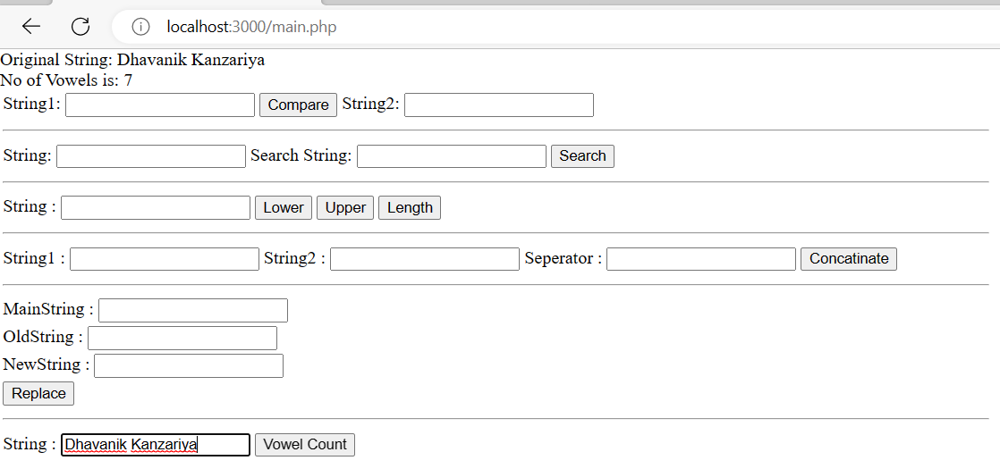 localhost:3000/main.php
Original String: Dhavanik Kanzariya
No of Vowels is: 7
String1: Compare String2:
String: Search String: Search
String : Lower Upper Length
String1 : String2 : Seperator : Concatinate
MainString :
OldString :
NewString :
Replace
String : Dhavanik Kanzariya Vowel Count